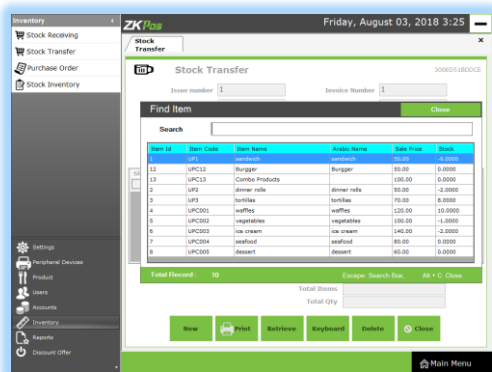 Inventory
Stock Receiving
Stock Transfer
Purchase Order
Stock Inventory
Settings
Peripheral Devices
Product
Users
Accounts
Inventory
Reports
Discount Offer
ZKPos
Friday, August 03, 2018 3:25
Stock
Transfer
x
Stock Transfer
Issue number 1
Invoice Number 1
Find Item
Close
Search
Item Id Item Code Item Name Arabic Name Sale Price Stock
1 UP1 sandwich sandwich 50.00 -9.0000
12 UPC12 Burgger Burgger 50.00 0.0000
13 UPC13 Combo Products 100.00 0.0000
2 UP2 dinner rolls dinner rolls 50.00 -2.0000
3 UP3 tortillas tortillas 70.00 8.0000
4 UPC001 waffles waffles 120.00 10.0000
5 UPC002 vegetables vegetables 100.00 -1.0000
6 UPC003 ice cream ice cream 140.00 -2.0000
7 UPC004 seafood seafood 80.00 0.0000
8 UPC005 dessert dessert 60.00 0.0000
Total Record : 10
Escape: Search Box, Alt + C: Close
Total Items
Total Qty
New
Print
Retrieve
Keyboard
Delete
Close
Main Menu